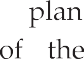 plan
of the